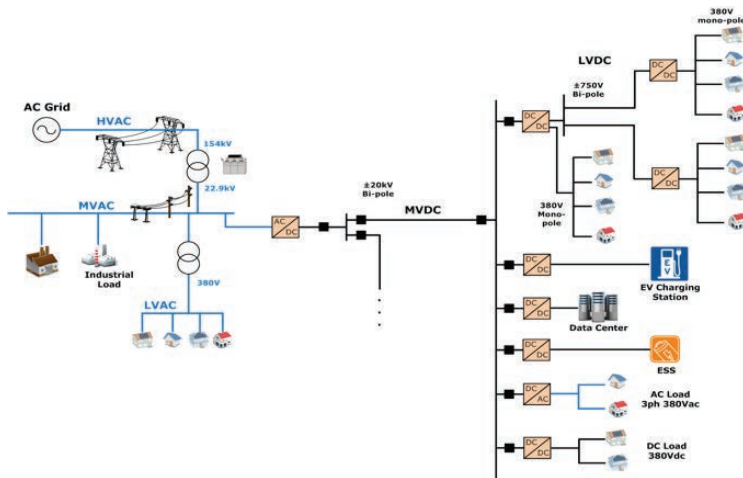 380V
mono-pole
LVDC
DC
DC
±750V
Bi-pole
AC Grid
HVAC
154kV
22.9kV
DC
DC
DC
DC
±20kV
Bi-pole
380V
Mono-
pole
MVAC
MVDC
AC
DC
Industrial
Load
380V
LVAC
DC
DC
EV
EV Charging
Station
DC
DC
Data Center
DC
DC
ESS
DC
AC
AC Load
3ph 380Vac
DC
DC
DC Load
380Vdc